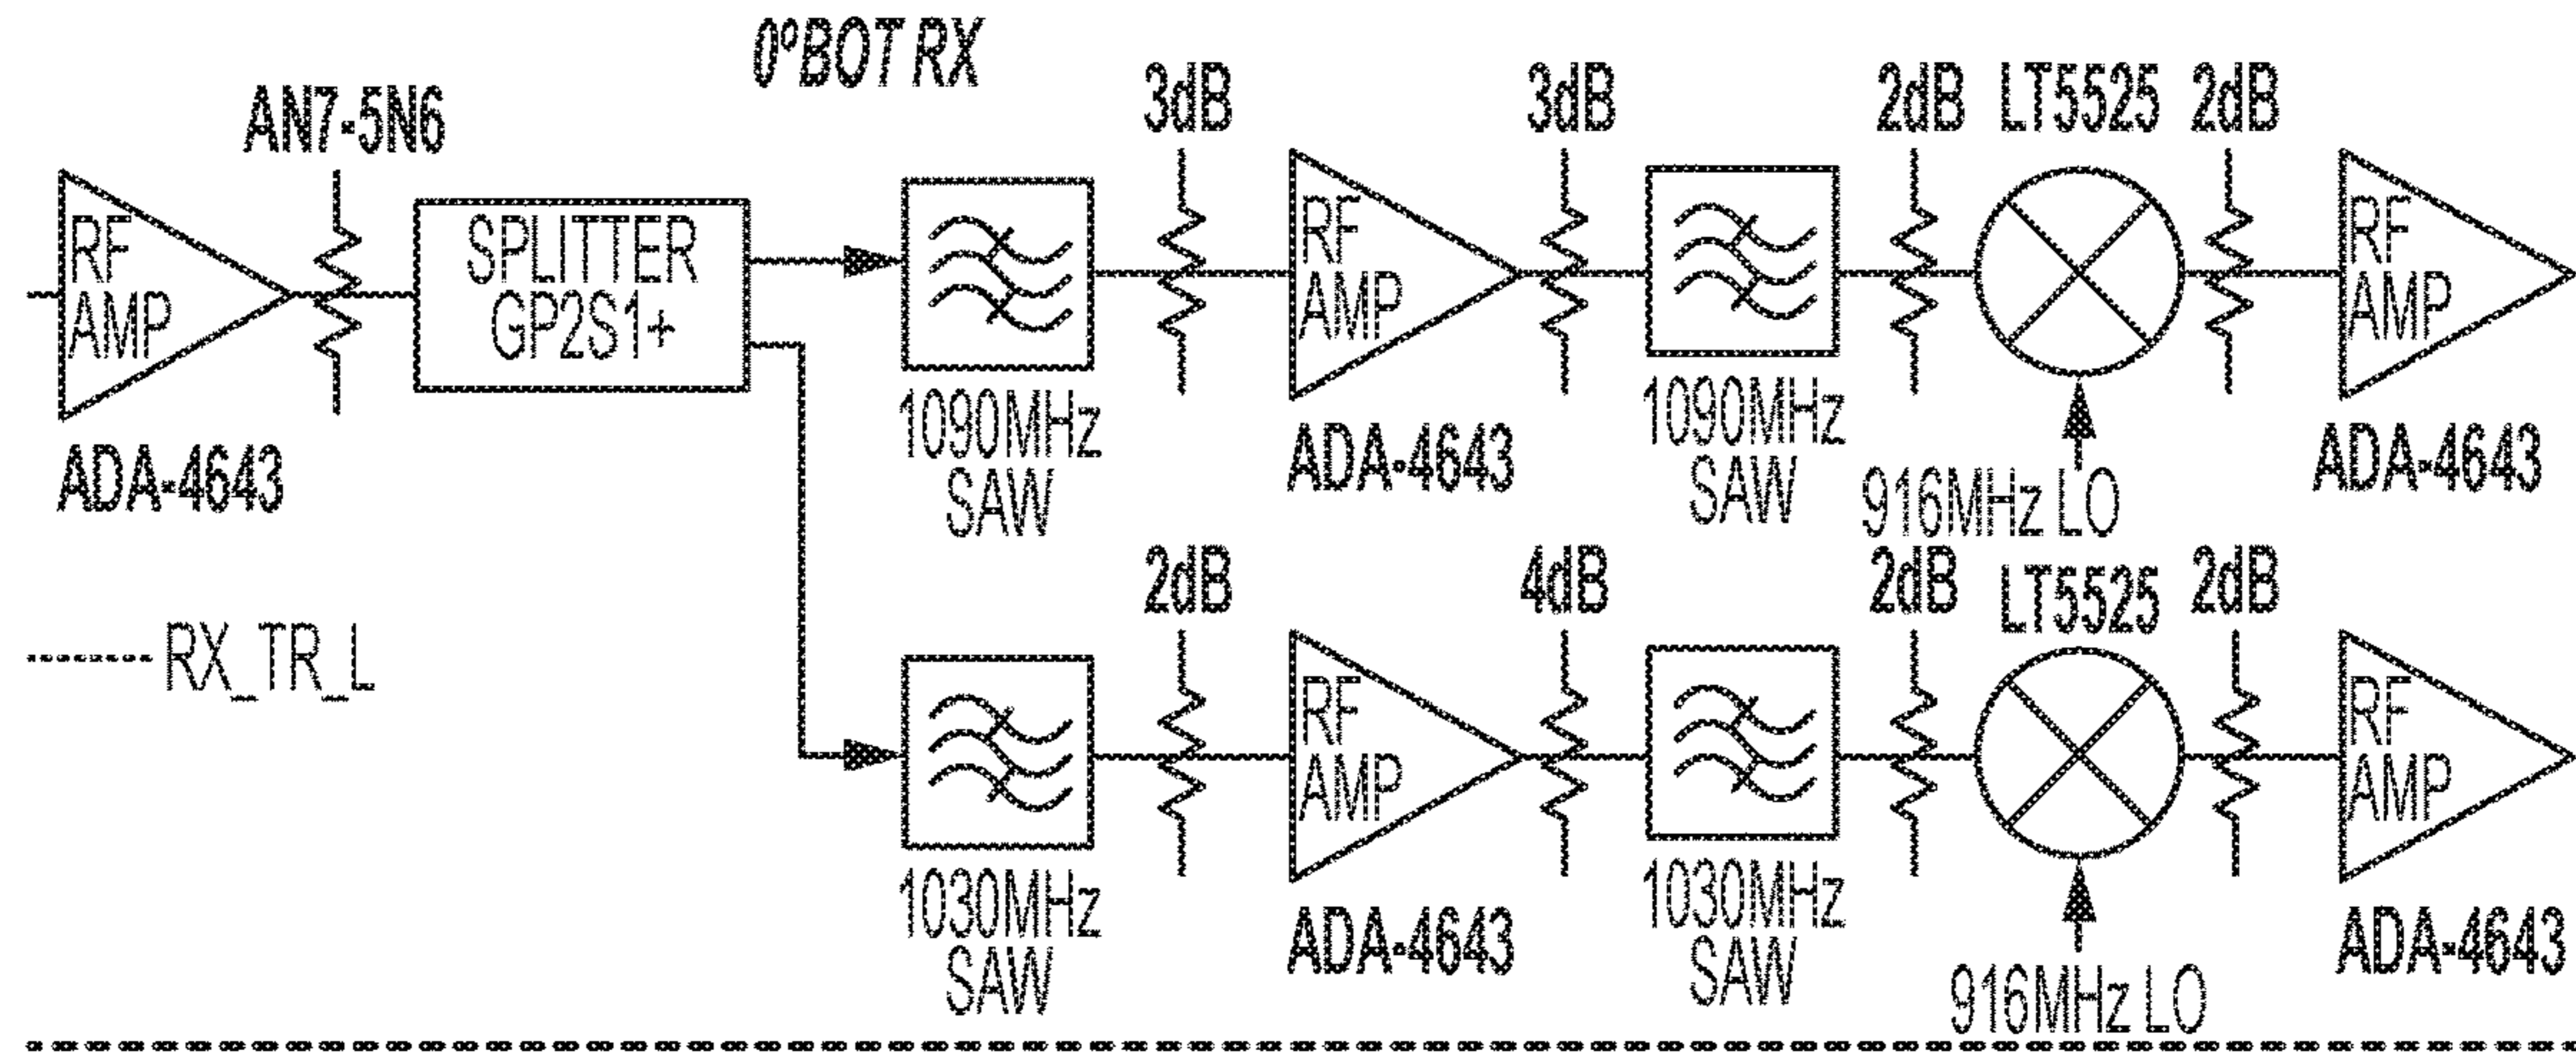 0°BOT RX
AN7-5N6
3dB
3dB
2dB
LT5525
2dB
RF
AMP
SPLITTER
GP2S1+
RF
AMP
RF
AMP
ADA-4643
1090MHz
SAW
ADA-4643
1090MHz
SAW
916MHz LO
ADA-4643
2dB
4dB
2dB
LT5525
2dB
RX_TR_L
RF
AMP
RF
AMP
1030MHz
SAW
ADA-4643
1030MHz
SAW
916MHz LO
ADA-4643